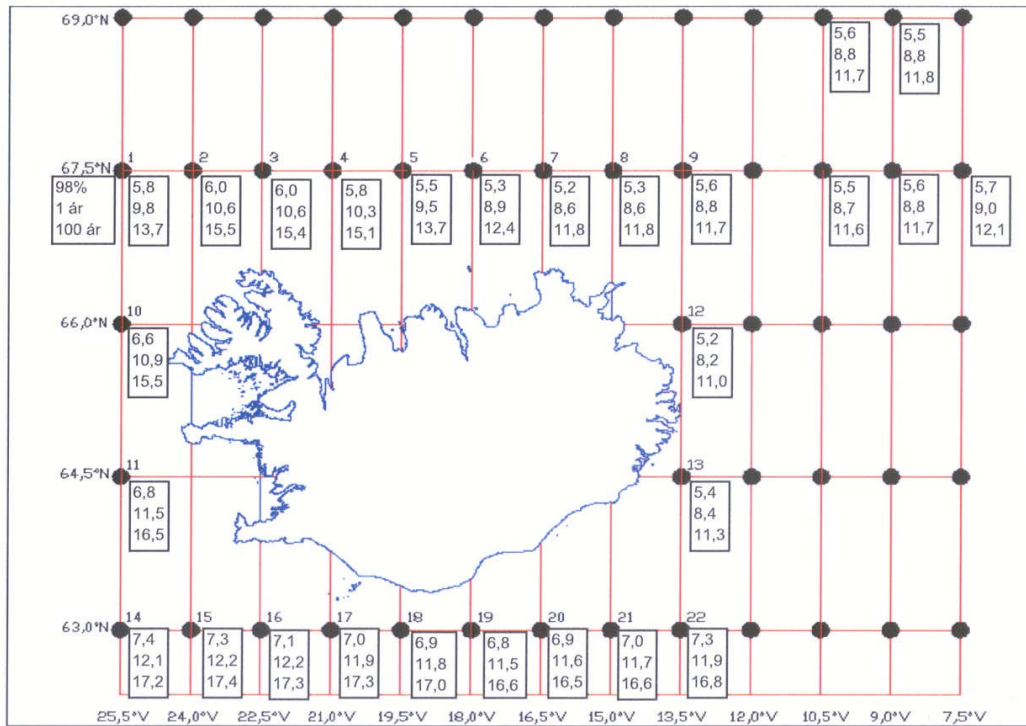 69,0°N
5,6 5,5
8,8 8,8
11,7 11,8
1 2 3 4 5 6 7 8 9
67,5°N
98% 5,8 6,0 6,0 5,8 5,5 5,3 5,2 5,3 5,6 5,5 5,6 5,7
1 ár 9,8 10,6 10,6 10,3 9,5 8,9 8,6 8,6 8,8 8,7 8,8 9,0
100 ár 13,7 15,5 15,4 15,1 13,7 12,4 11,8 11,8 11,7 11,6 11,7 12,1
66,0°N 10 12
6,6 5,2
10,9 8,2
15,5 11,0
64,5°N 11 13
6,8 5,4
11,5 8,4
16,5 11,3
63,0°N 14 15 16 17 18 19 20 21 22
7,4 7,3 7,1 7,0 6,9 6,8 6,9 7,0 7,3
12,1 12,2 12,2 11,9 11,8 11,5 11,6 11,7 11,9
17,2 17,4 17,3 17,3 17,0 16,6 16,5 16,6 16,8
25,5°V 24,0°V 22,5°V 21,0°V 19,5°V 18,0°V 16,5°V 15,0°V 13,5°V 12,0°V 10,5°V 9,0°V 7,5°V